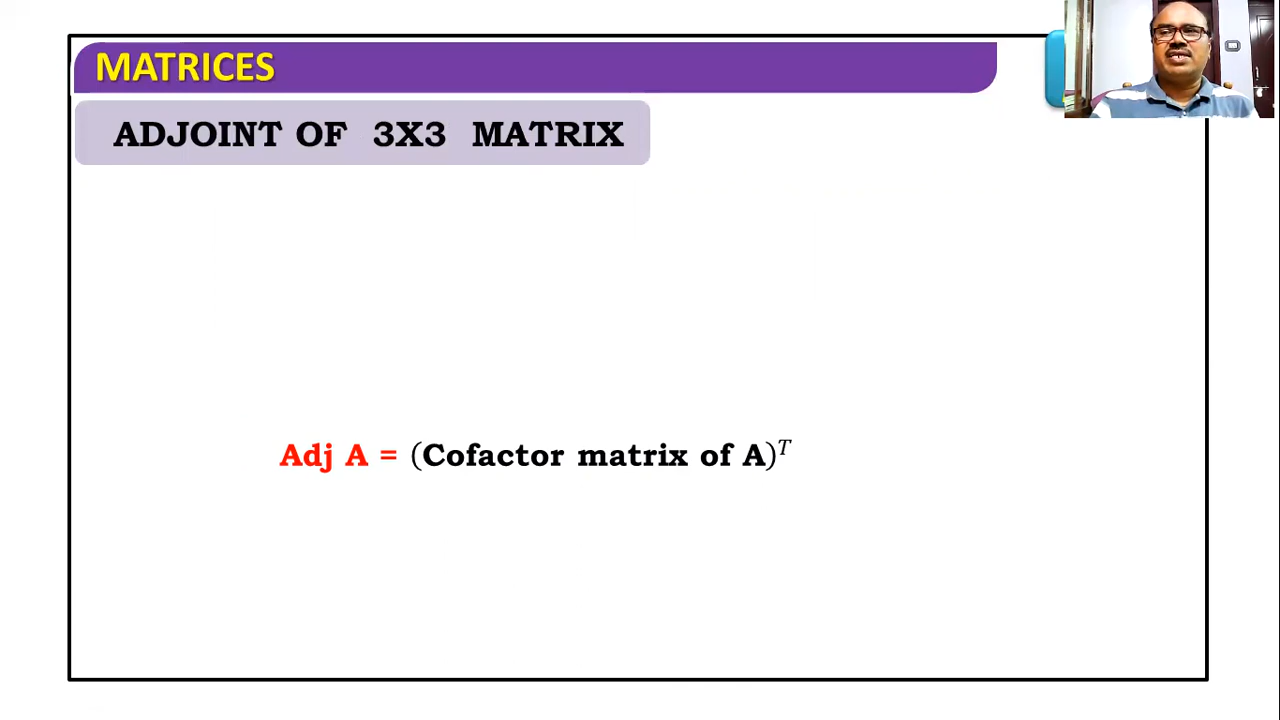 MATRICES
ADJOINT OF 3X3 MATRIX
Adj A = (Cofactor matrix of A)^T